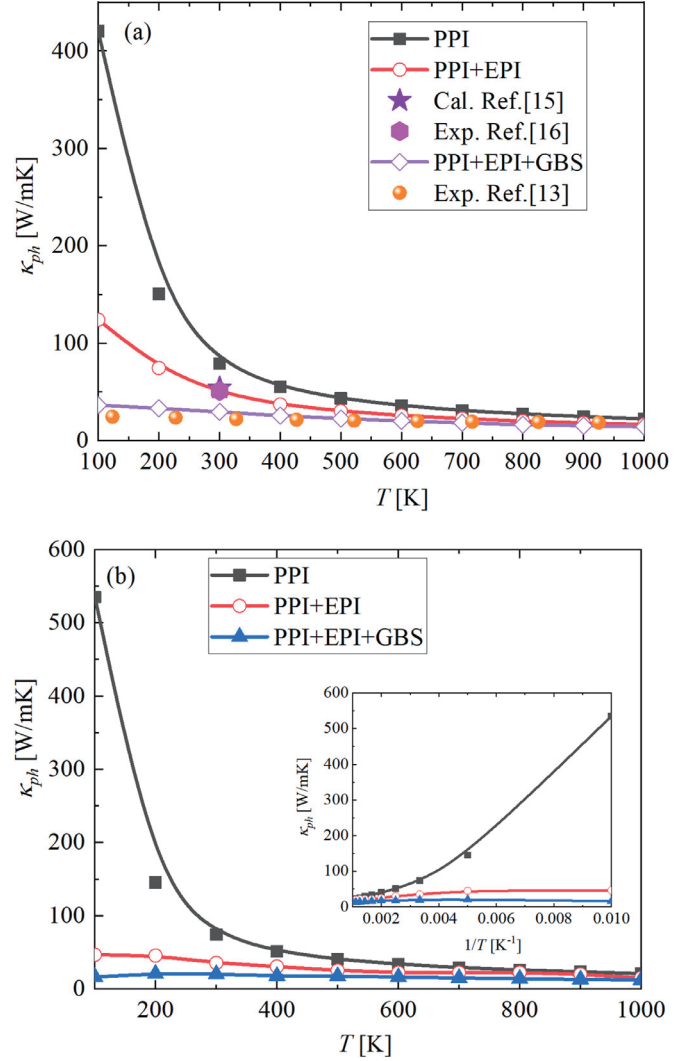 (a)
PPI
PPI+EPI
Cal. Ref.[15]
Exp. Ref.[16]
PPI+EPI+GBS
Exp. Ref.[13]
κph [W/mK]
400
300
200
100
0
100 200 300 400 500 600 700 800 900 1000
T [K]
(b)
PPI
PPI+EPI
PPI+EPI+GBS
κph [W/mK]
600
500
400
300
200
100
0
200 400 600 800 1000
T [K]
κph [W/mK]
600
500
400
300
200
100
0
0.002 0.004 0.006 0.008 0.010
1/T [K-1]